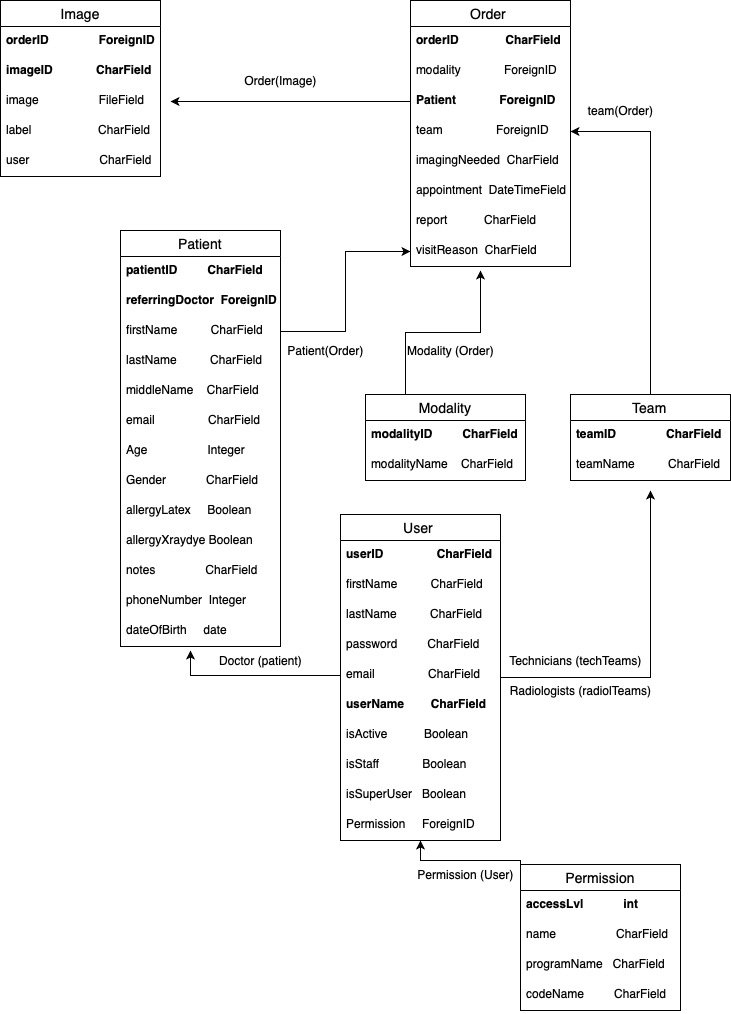 Image
orderID ForeignID
imageID CharField
image FileField
label CharField
user CharField
Order(Image)
Order
orderID CharField
modality ForeignID
Patient ForeignID
team ForeignID
imagingNeeded CharField
appointment DateTimeField
report CharField
visitReason CharField
team(Order)
Patient
patientID CharField
referringDoctor ForeignID
firstName CharField
lastName CharField
middleName CharField
email CharField
Age Integer
Gender CharField
allergyLatex Boolean
allergyXraydye Boolean
notes CharField
phoneNumber Integer
dateOfBirth date
Patient(Order)
Modality (Order)
Modality
modalityID CharField
modalityName CharField
Team
teamID CharField
teamName CharField
User
userID CharField
firstName CharField
lastName CharField
password CharField
email CharField
userName CharField
isActive Boolean
isStaff Boolean
isSuperUser Boolean
Permission ForeignID
Doctor (patient)
Technicians (techTeams)
Radiologists (radiolTeams)
Permission (User)
Permission
accessLvl int
name CharField
programName CharField
codeName CharField